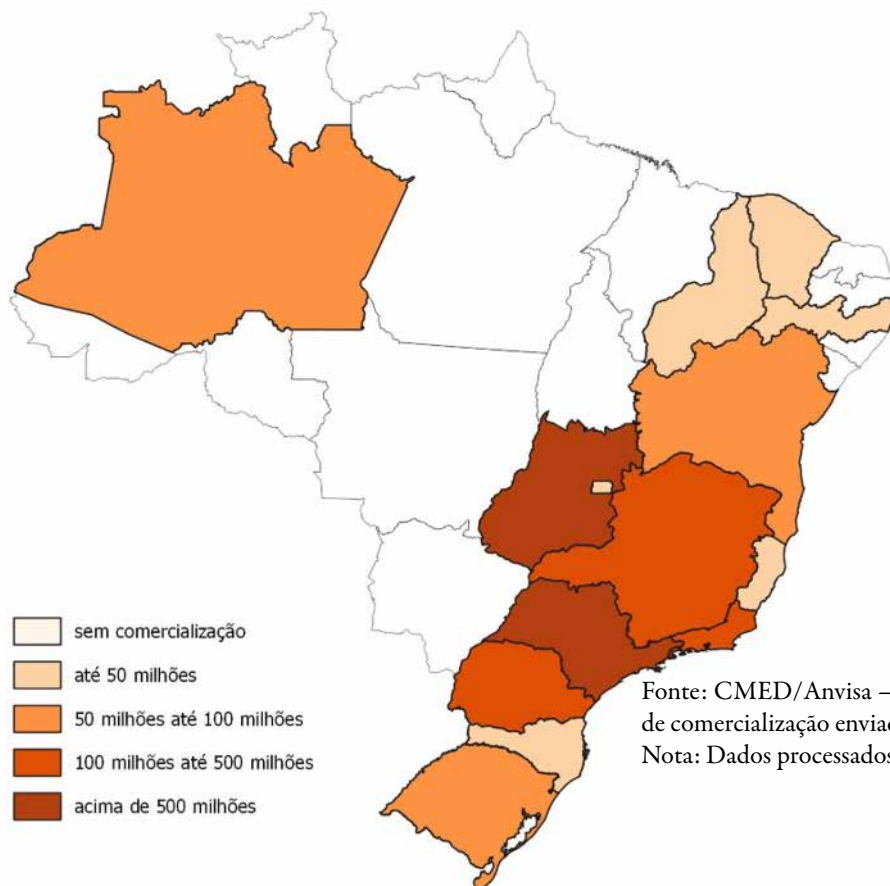 sem comercialização
até 50 milhões
50 milhões até 100 milhões
100 milhões até 500 milhões
acima de 500 milhões
Fonte: CMED/Anvisa –
de comercialização
Nota: Dados processados